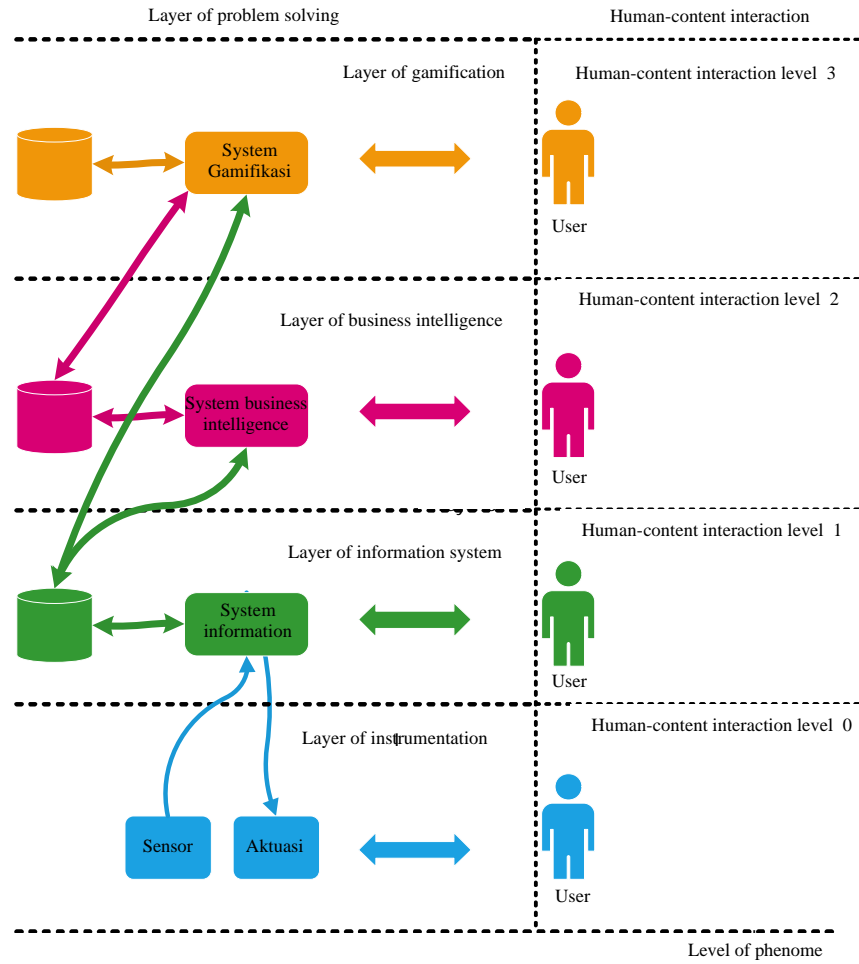 Layer of problem solving
Human-content interaction
Layer of gamification
Human-content interaction level 3
System
Gamifikasi
User
Layer of business intelligence
Human-content interaction level 2
System business
intelligence
User
Layer of information system
Human-content interaction level 1
System
information
User
Layer of instrumentation
Human-content interaction level 0
Sensor
Aktuasi
User
Level of phenome